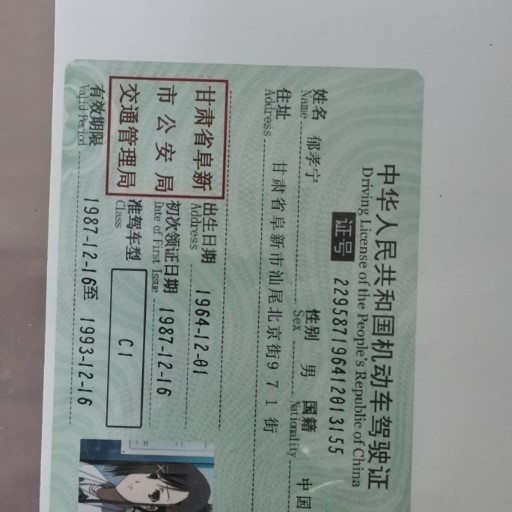 中华人民共和国机动车驾驶证
Driving License of the People's Republic of China
证号 229587196412013155
姓名 郁孝宁 性别 男 国籍 中国
Name Sex Nationality
住址 甘肃省阜新市汕尾北京街971街
Address
甘肃省阜新
市公安局
交通管理局
出生日期 1964-12-01
Address
初次领证日期 1987-12-16
Date of First Issue
准驾车型 C1
Class
有效期限 1987-12-16至 1993-12-16
Valid Period